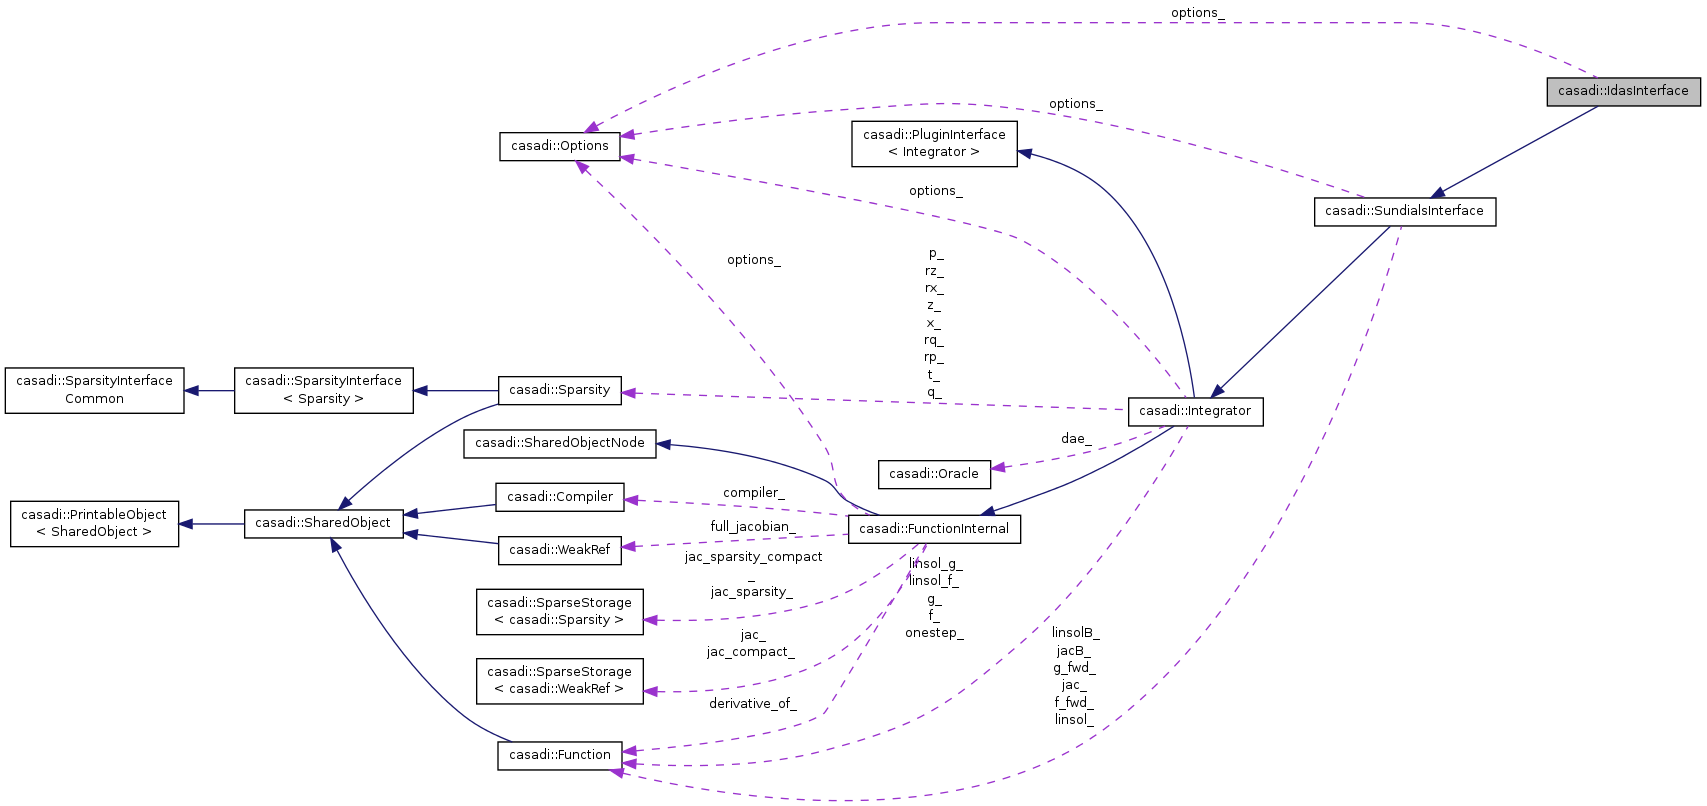 options_
casadi::IdasInterface
options_
casadi::PluginInterface
< Integrator >
casadi::Options
options_
casadi::SundialsInterface
options_
p_
rz_
rx_
z_
x_
rq_
rp_
t_
q_
casadi::SparsityInterface
Common
casadi::SparsityInterface
< Sparsity >
casadi::Sparsity
casadi::Integrator
casadi::SharedObjectNode
dae_
casadi::Oracle
casadi::Compiler
compiler_
casadi::PrintableObject
< SharedObject >
casadi::SharedObject
full_jacobian_
casadi::FunctionInternal
casadi::WeakRef
jac_sparsity_compact
_
jac_sparsity_
linsol_g_
linsol_f_
g_
f_
onestep_
casadi::SparseStorage
< casadi::Sparsity >
jac_
jac_compact_
linsolB_
jacB_
g_fwd_
jac_
f_fwd_
linsol_
casadi::SparseStorage
< casadi::WeakRef >
derivative_of_
casadi::Function